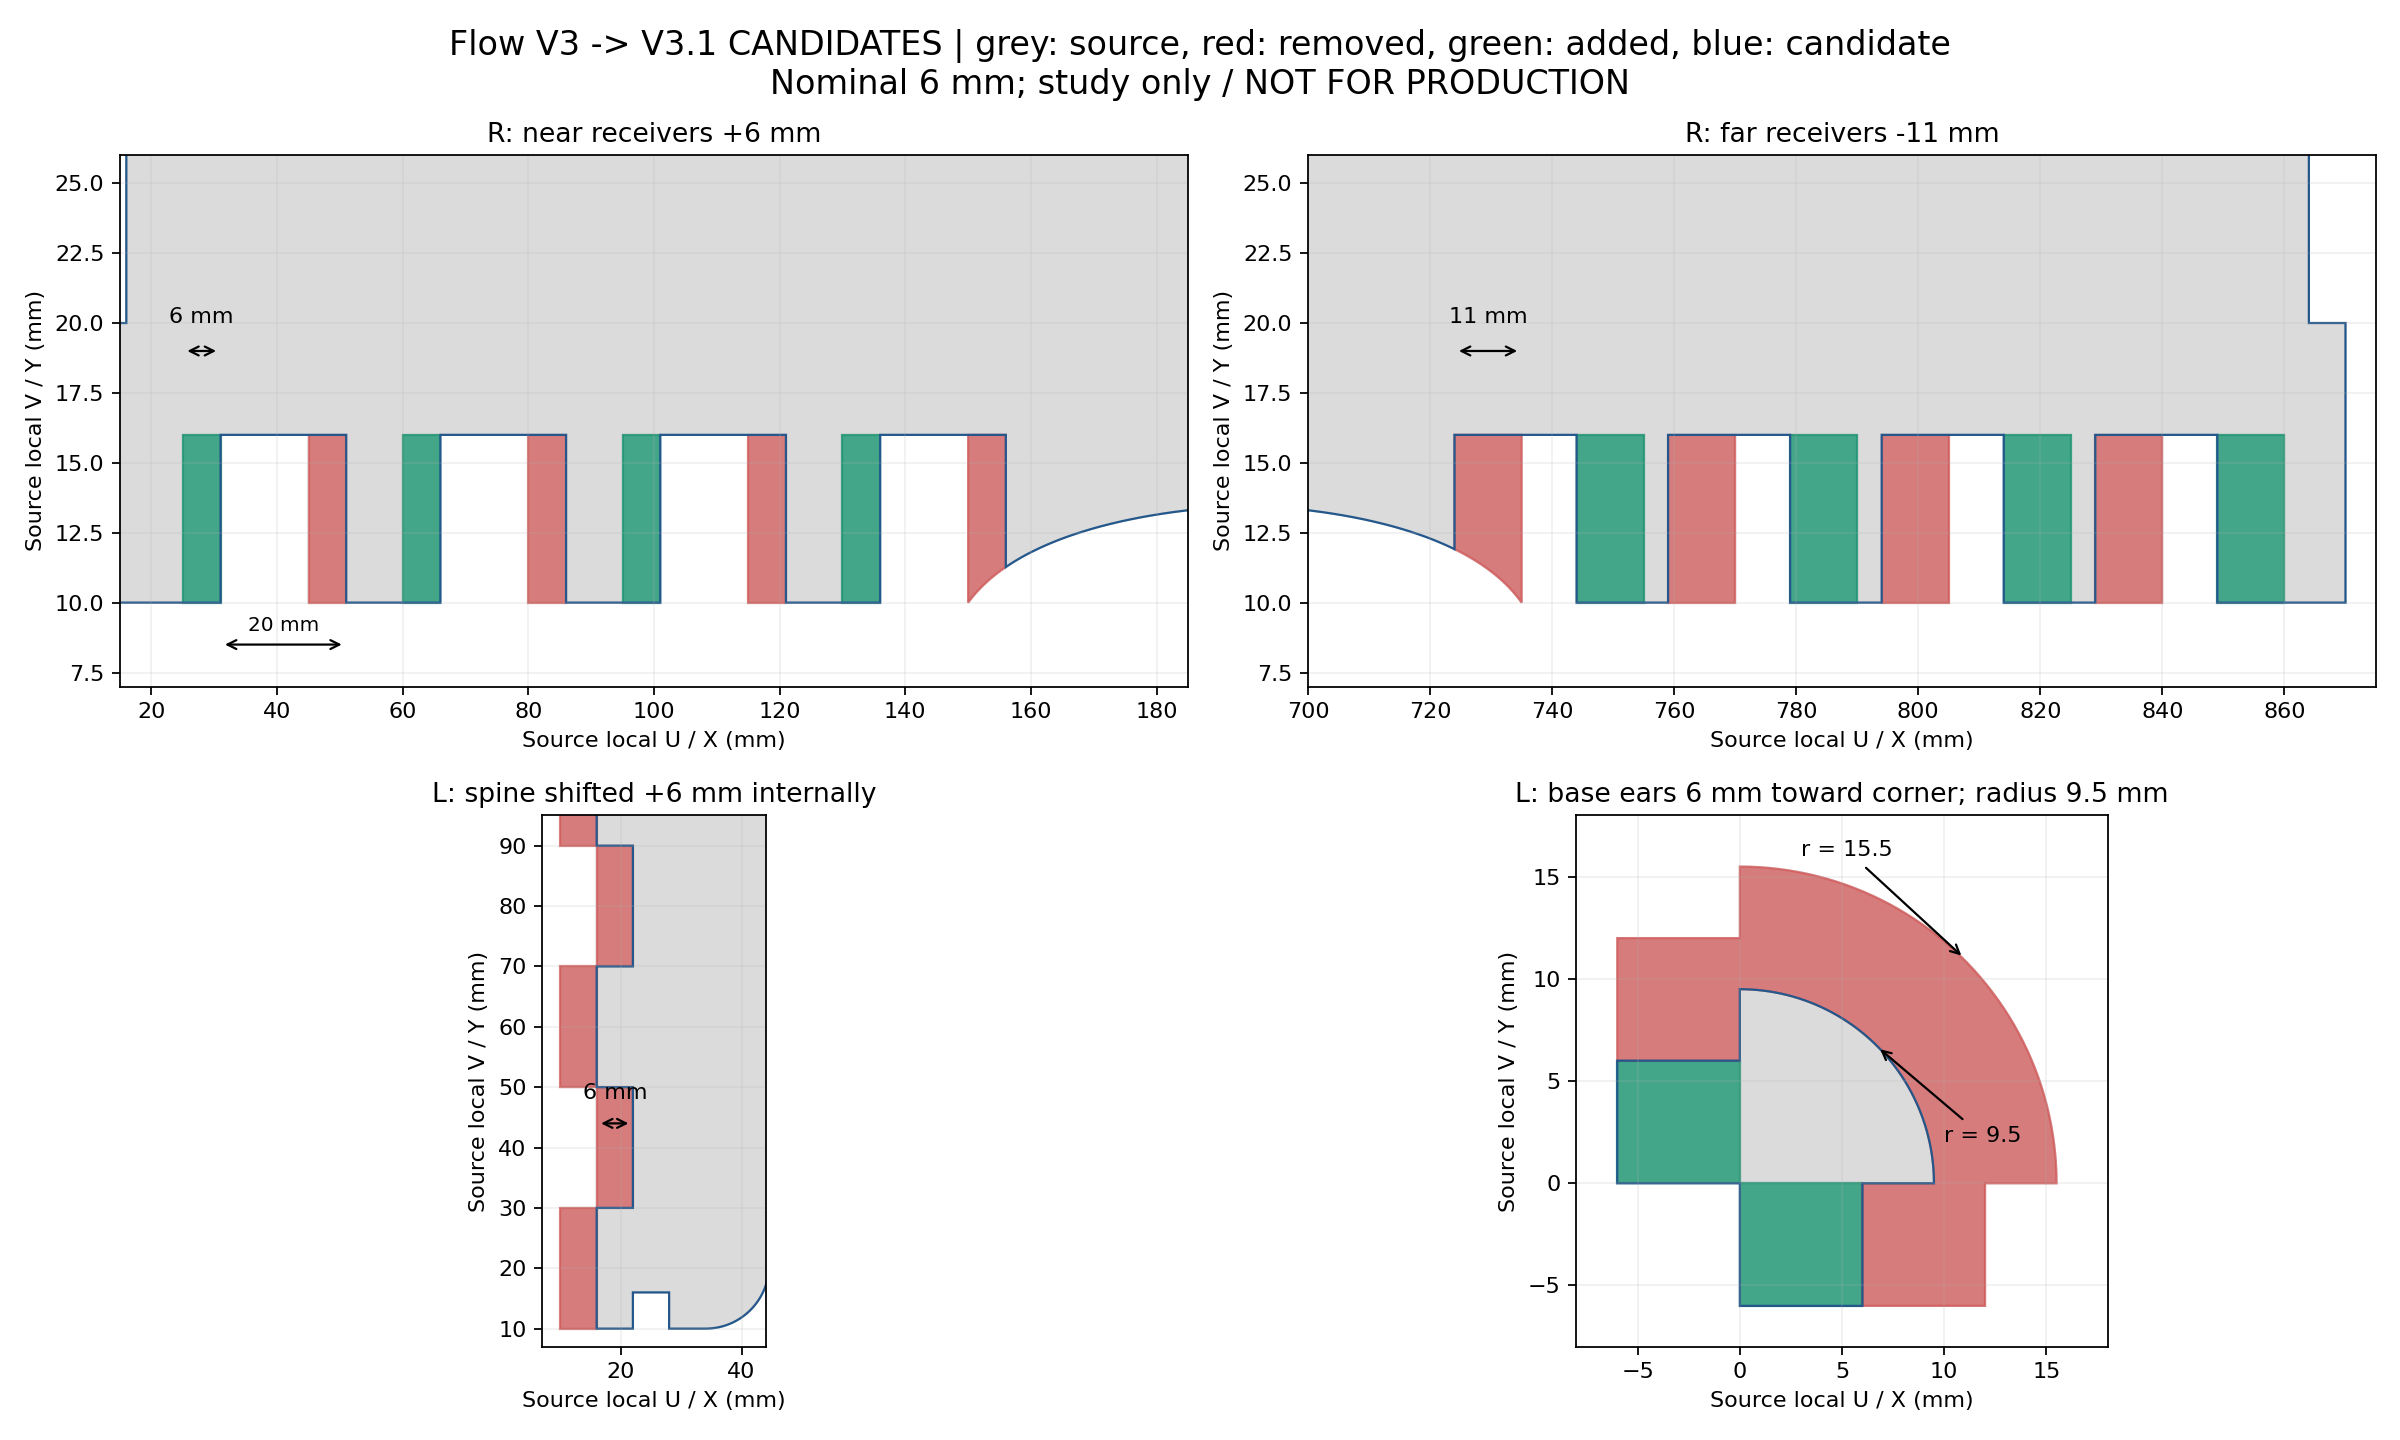 Flow V3 -> V3.1 CANDIDATES | grey: source, red: removed, green: added, blue: candidate
Nominal 6 mm; study only / NOT FOR PRODUCTION
R: near receivers +6 mm
25.0
22.5
20.0
17.5
15.0
12.5
10.0
7.5
Source local V / Y (mm)
6 mm
20 mm
20
40
60
80
100
120
140
160
180
Source local U / X (mm)
R: far receivers -11 mm
25.0
22.5
20.0
17.5
15.0
12.5
10.0
7.5
Source local V / Y (mm)
11 mm
700
720
740
760
780
800
820
840
860
Source local U / X (mm)
L: spine shifted +6 mm internally
90
80
70
60
50
40
30
20
10
Source local V / Y (mm)
6 mm
20
40
Source local U / X (mm)
L: base ears 6 mm toward corner; radius 9.5 mm
15
10
5
0
−5
Source local V / Y (mm)
r = 15.5
r = 9.5
−5
0
5
10
15
Source local U / X (mm)